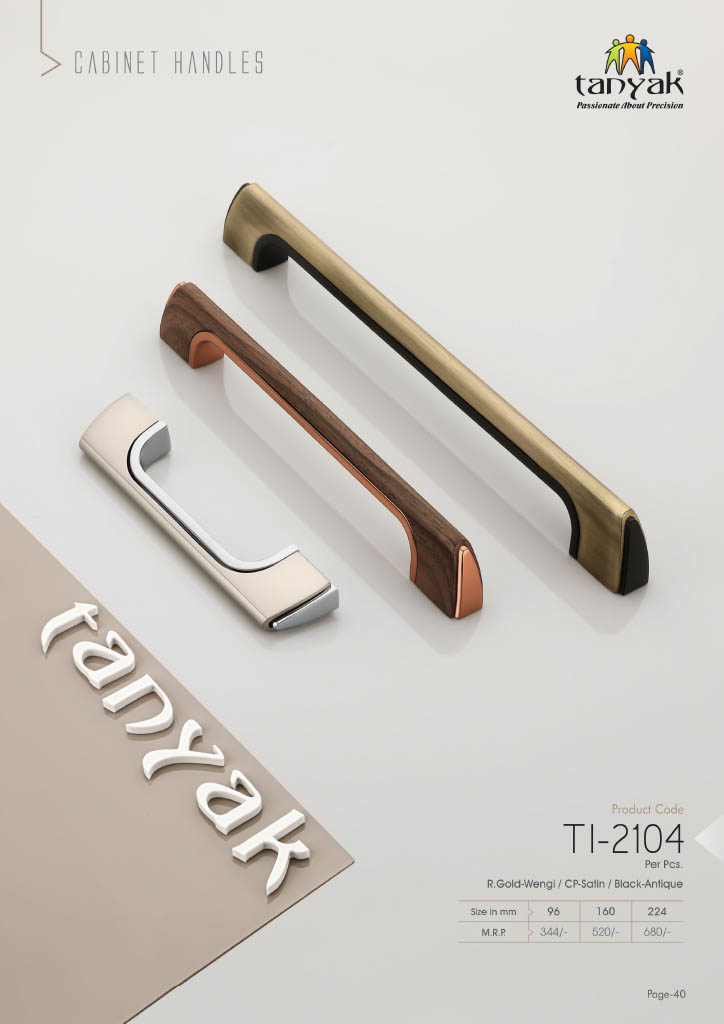 CABINET HANDLES
tanyak®
Passionate About Precision
tanyak
Product Code
TI-2104
Per Pcs.
R.Gold-Wengi / CP-Satin / Black-Antique
Size in mm 96 160 224
M.R.P. 344/- 520/- 680/-
Page-40